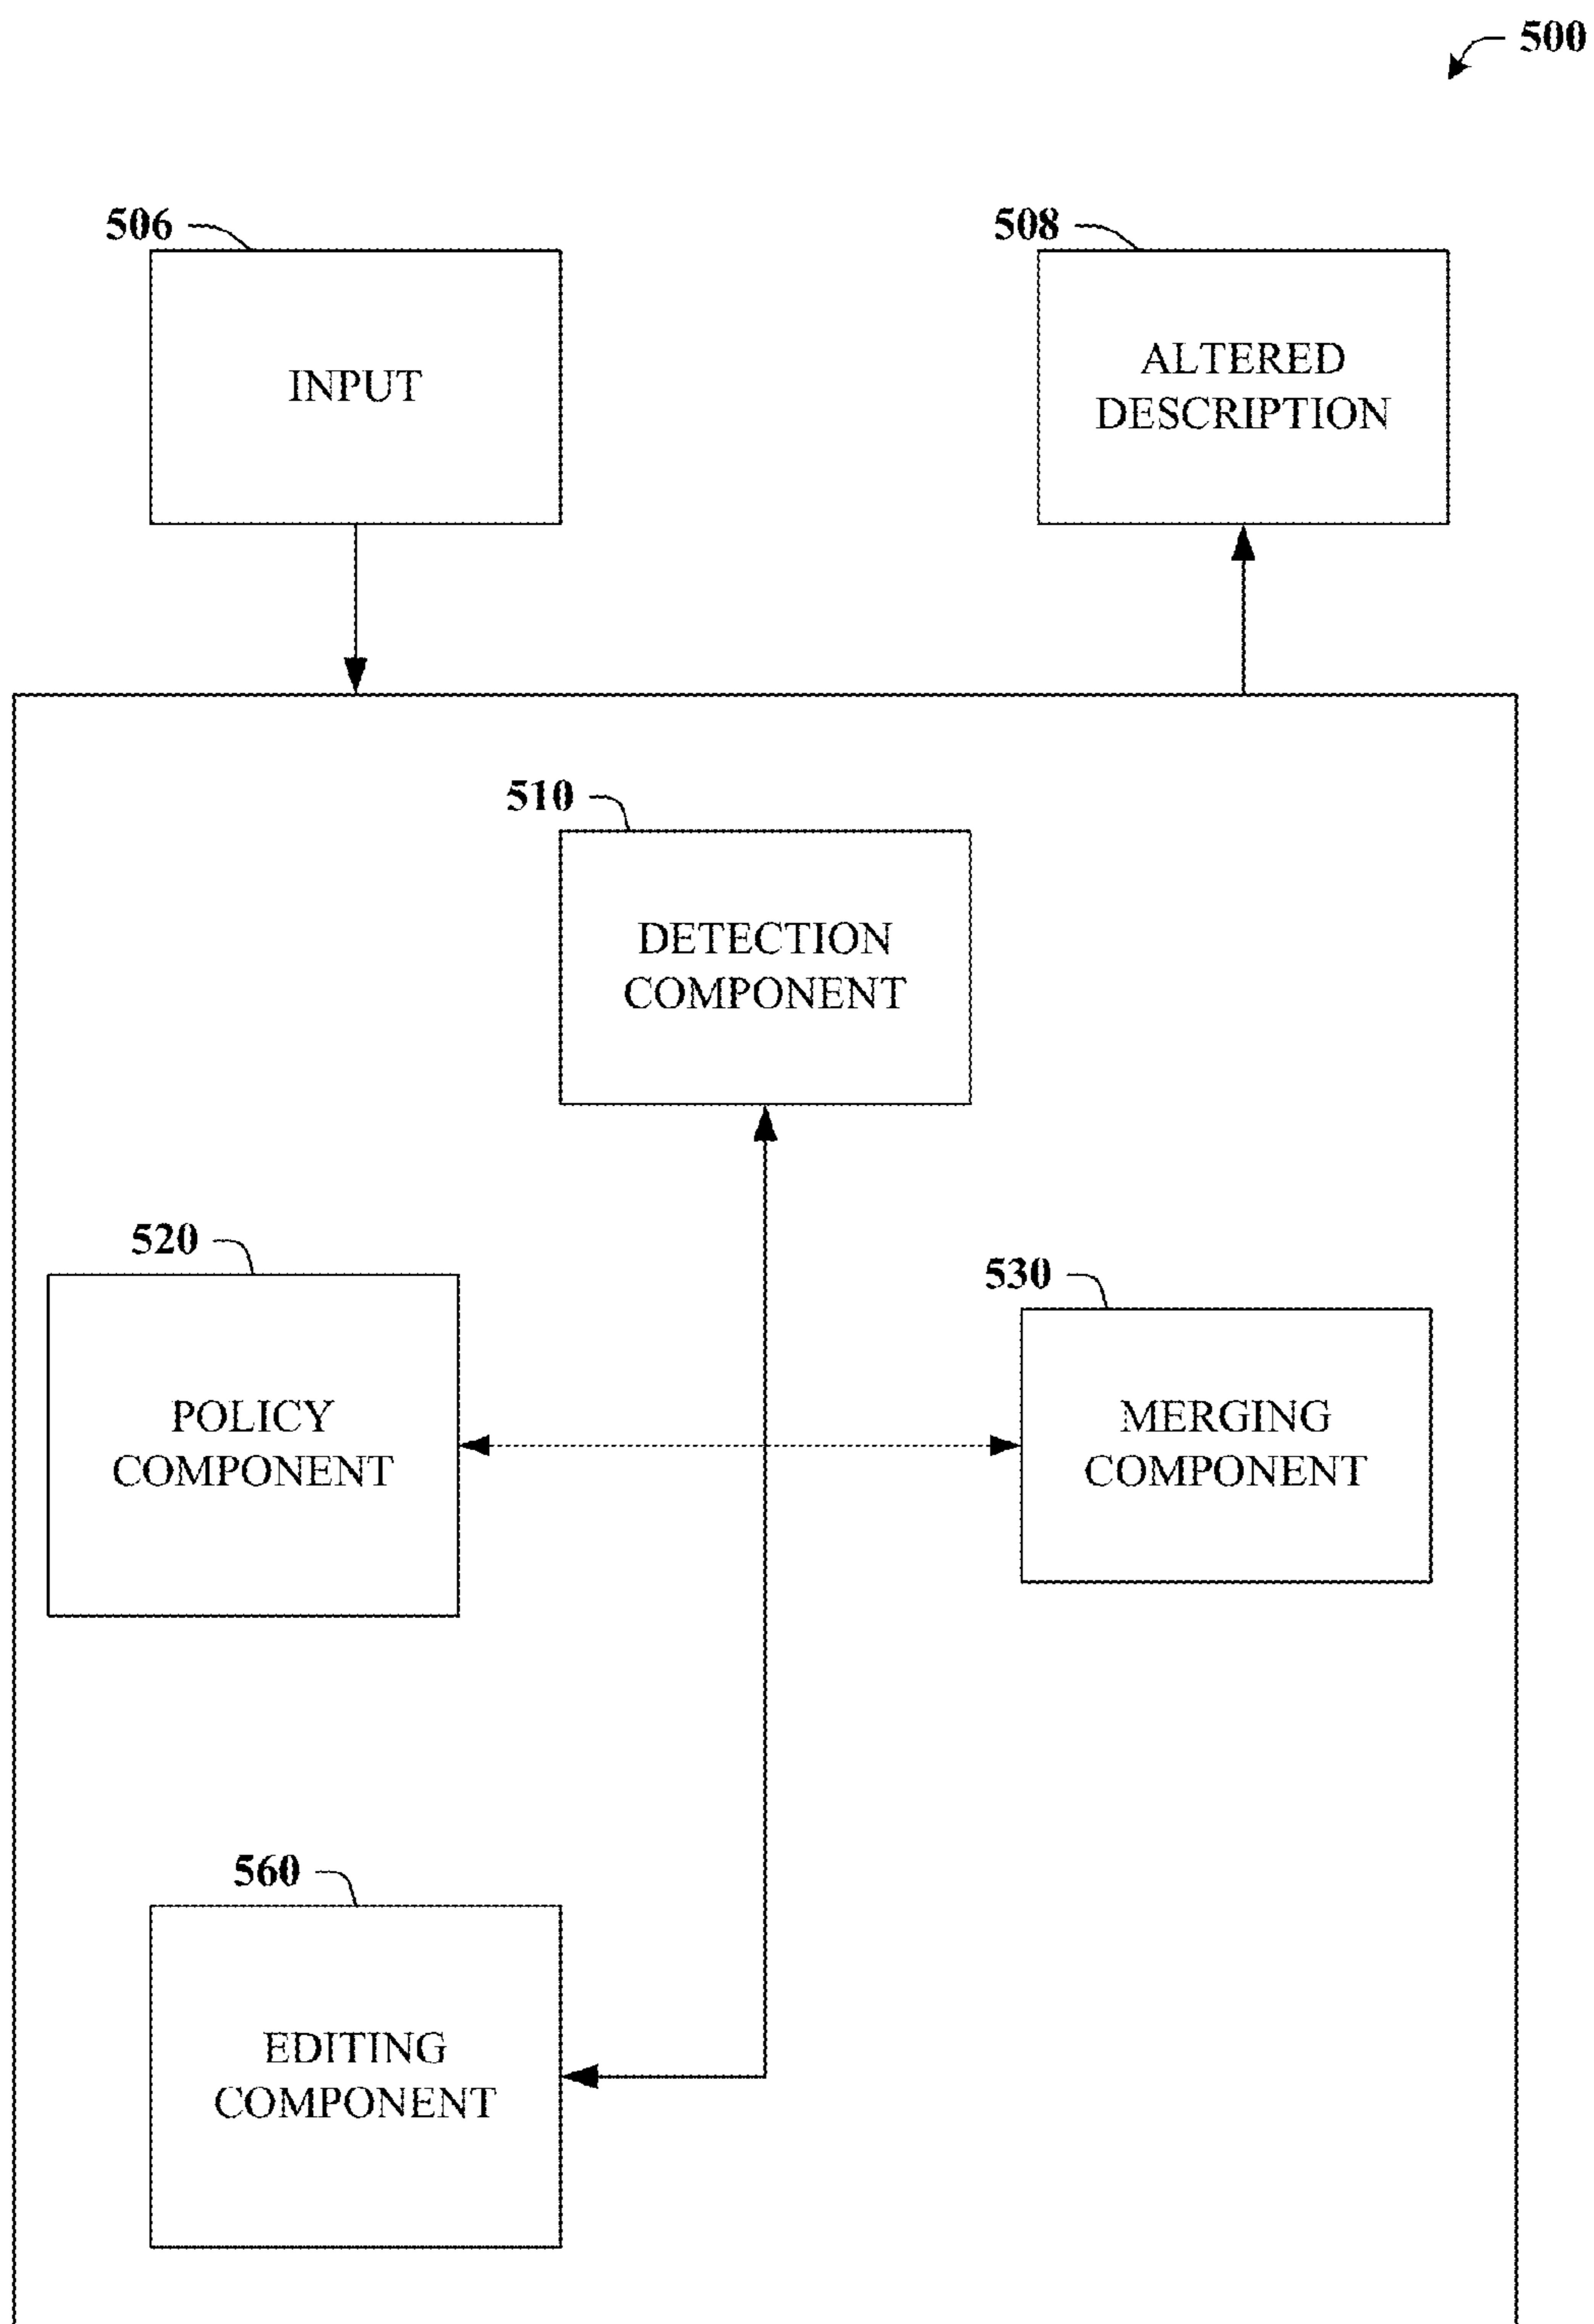 500
506
INPUT
508
ALTERED
DESCRIPTION
510
DETECTION
COMPONENT
520
POLICY
COMPONENT
530
MERGING
COMPONENT
560
EDITING
COMPONENT